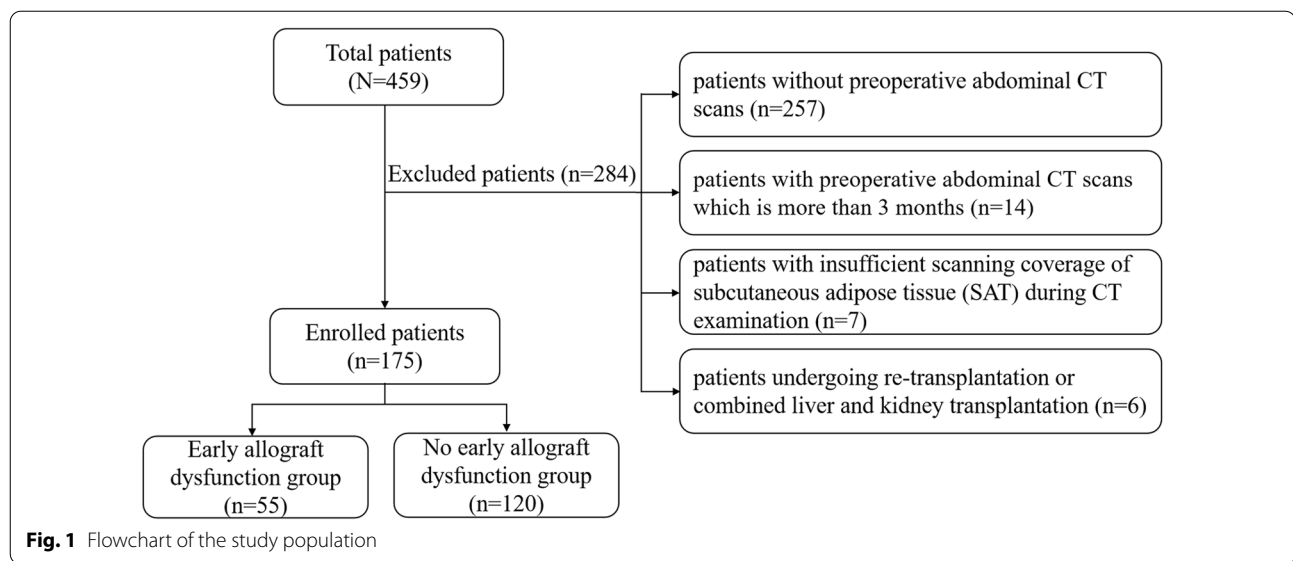 Total patients
(N=459)
patients without preoperative abdominal CT
scans (n=257)
Excluded patients (n=284)
patients with preoperative abdominal CT scans
which is more than 3 months (n=14)
patients with insufficient scanning coverage of
subcutaneous adipose tissue (SAT) during CT
examination (n=7)
Enrolled patients
(n=175)
patients undergoing re-transplantation or
combined liver and kidney transplantation (n=6)
Early allograft
dysfunction group
(n=55)
No early allograft
dysfunction group
(n=120)
Fig. 1 Flowchart of the study population